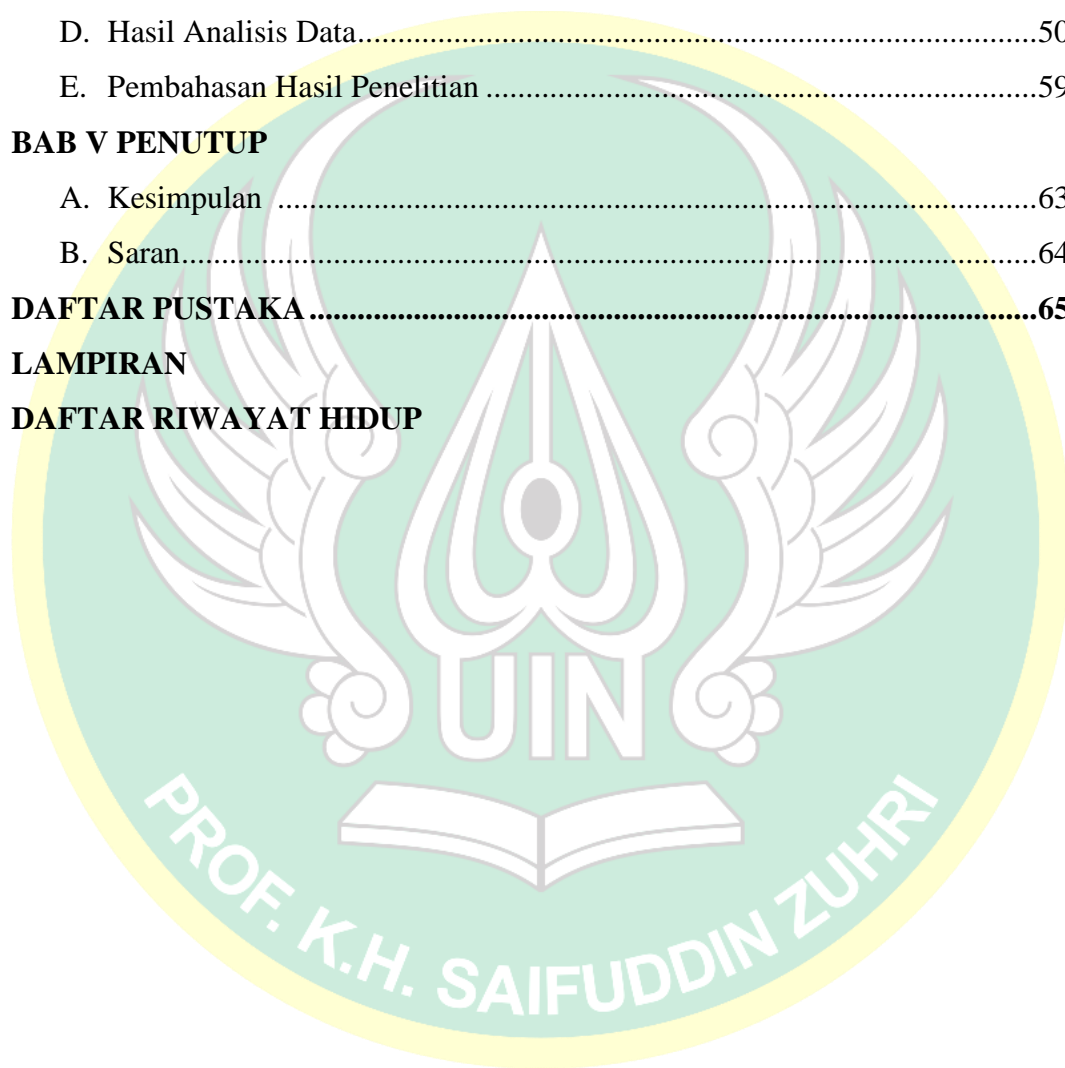 D. Hasil Analisis Data....................................................................................50
E. Pembahasan Hasil Penelitian ....................................................................59
BAB V PENUTUP
A. Kesimpulan ..............................................................................................63
B. Saran.........................................................................................................64
DAFTAR PUSTAKA.........................................................................................65
LAMPIRAN
DAFTAR RIWAYAT HIDUP
UIN
PROF. K.H. SAIFUDDIN ZUHRI